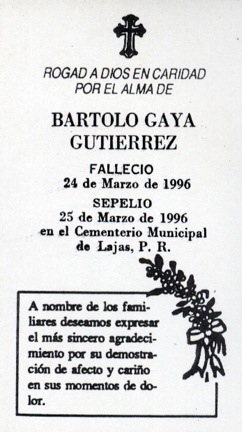 ROGAD A DIOS EN CARIDAD
POR EL ALMA DE
BARTOLO GAYA
GUTIERREZ
FALLECIO
24 de Marzo de 1996
SEPELIO
25 de Marzo de 1996
en el Cementerio Municipal
de Lajas, P. R.
A nombre de los fami-
liares deseamos expresar
el más sincero agradeci-
miento por su demostra-
ción de afecto y cariño
en sus momentos de do-
lor.